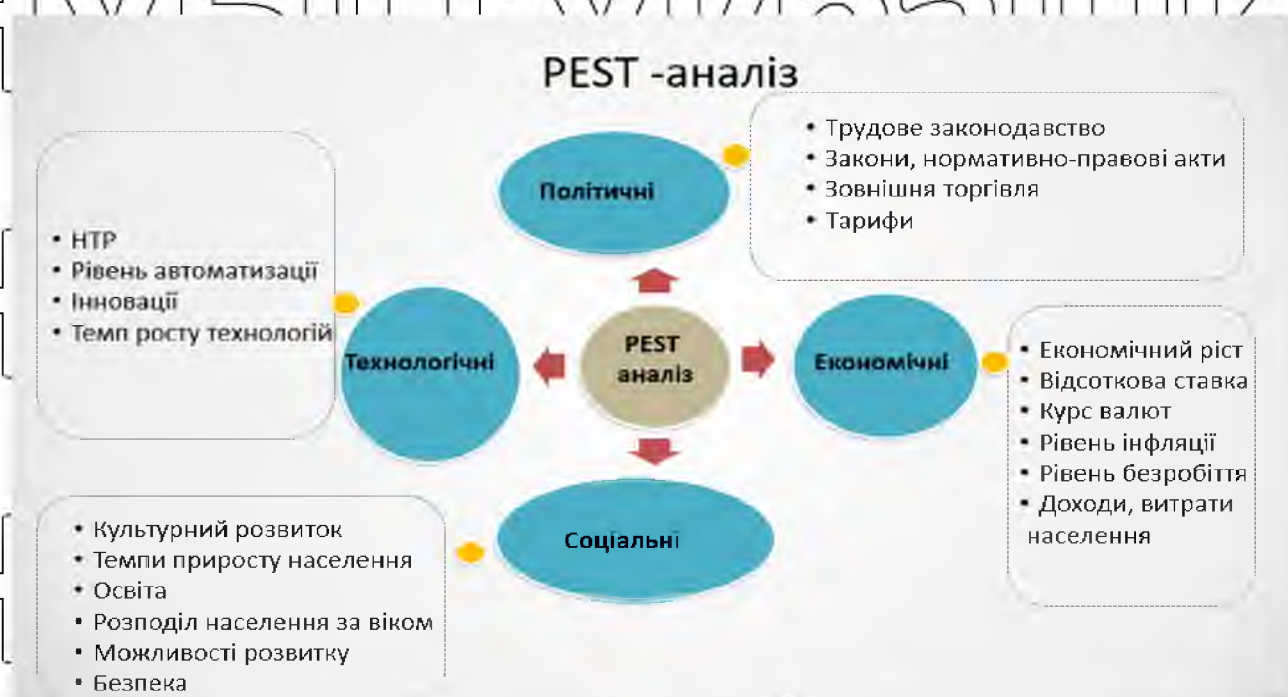 PEST -аналіз
Політичні
• Трудове законодавство
• Закони, нормативно-правові акти
• Зовнішня торгівля
• Тарифи
• НТР
• Рівень автоматизації
• Інновації
• Темп росту технологій
Технологічні
PEST
аналіз
Економічні
• Економічний ріст
• Відсоткова ставка
• Курс валют
• Рівень інфляції
• Рівень безробіття
• Доходи, витрати
населення
Соціальні
• Культурний розвиток
• Темпи приросту населення
• Освіта
• Розподіл населення за віком
• Можливості розвитку
• Безпека